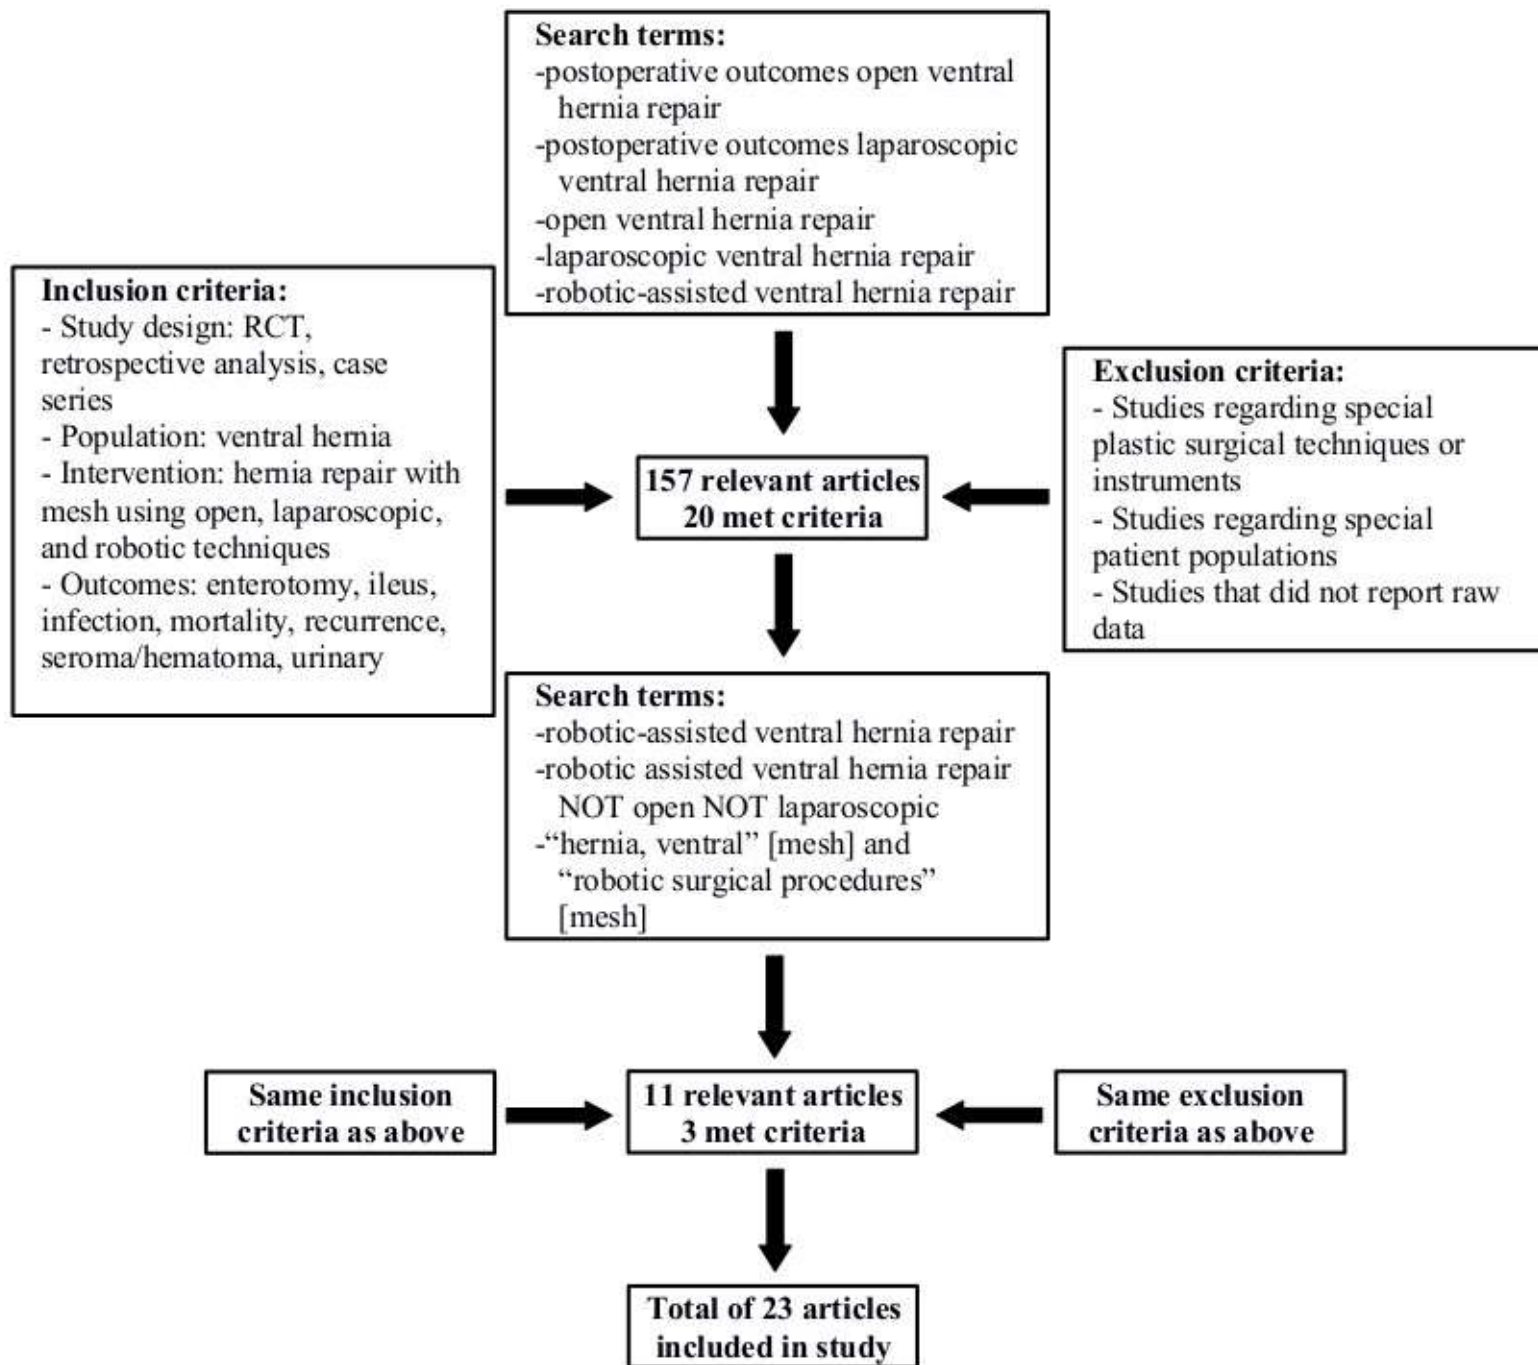 Search terms:
-postoperative outcomes open ventral
hernia repair
-postoperative outcomes laparoscopic
ventral hernia repair
-open ventral hernia repair
-laparoscopic ventral hernia repair
-robotic-assisted ventral hernia repair
Inclusion criteria:
- Study design: RCT,
retrospective analysis, case
series
- Population: ventral hernia
- Intervention: hernia repair with
mesh using open, laparoscopic,
and robotic techniques
- Outcomes: enterotomy, ileus,
infection, mortality, recurrence,
seroma/hematoma, urinary
157 relevant articles
20 met criteria
Exclusion criteria:
- Studies regarding special
plastic surgical techniques or
instruments
- Studies regarding special
patient populations
- Studies that did not report raw
data
Search terms:
-robotic-assisted ventral hernia repair
-robotic assisted ventral hernia repair
NOT open NOT laparoscopic
-“hernia, ventral” [mesh] and
“robotic surgical procedures”
[mesh]
Same inclusion
criteria as above
11 relevant articles
3 met criteria
Same exclusion
criteria as above
Total of 23 articles
included in study